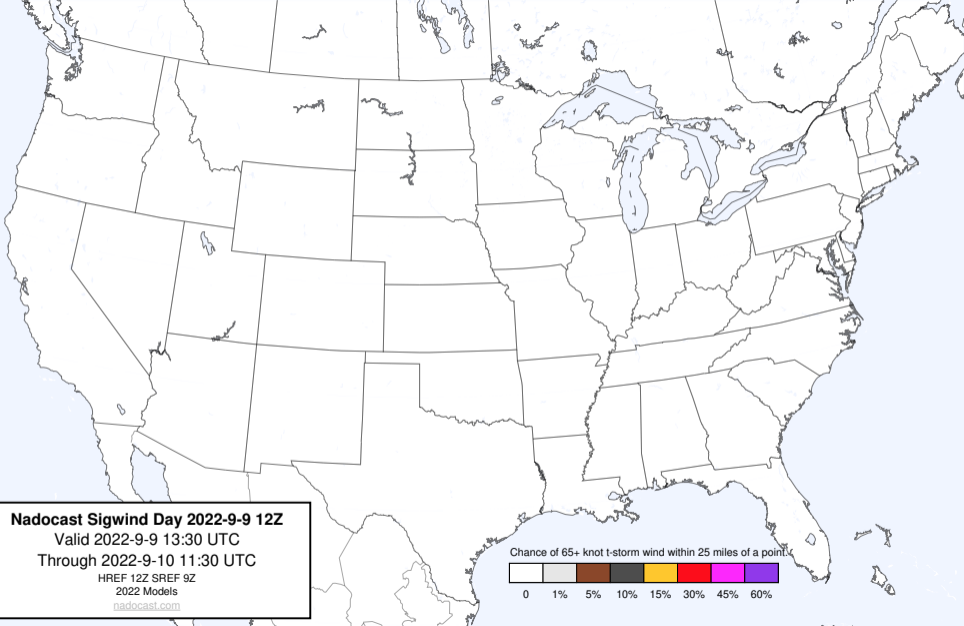 Nadocast Sigwind Day 2022-9-9 12Z
Valid 2022-9-9 13:30 UTC
Through 2022-9-10 11:30 UTC
HREF 12Z SREF 9Z
2022 Models
nadocast.com
Chance of 65+ knot t-storm wind within 25 miles of a point.
0 1% 5% 10% 15% 30% 45% 60%